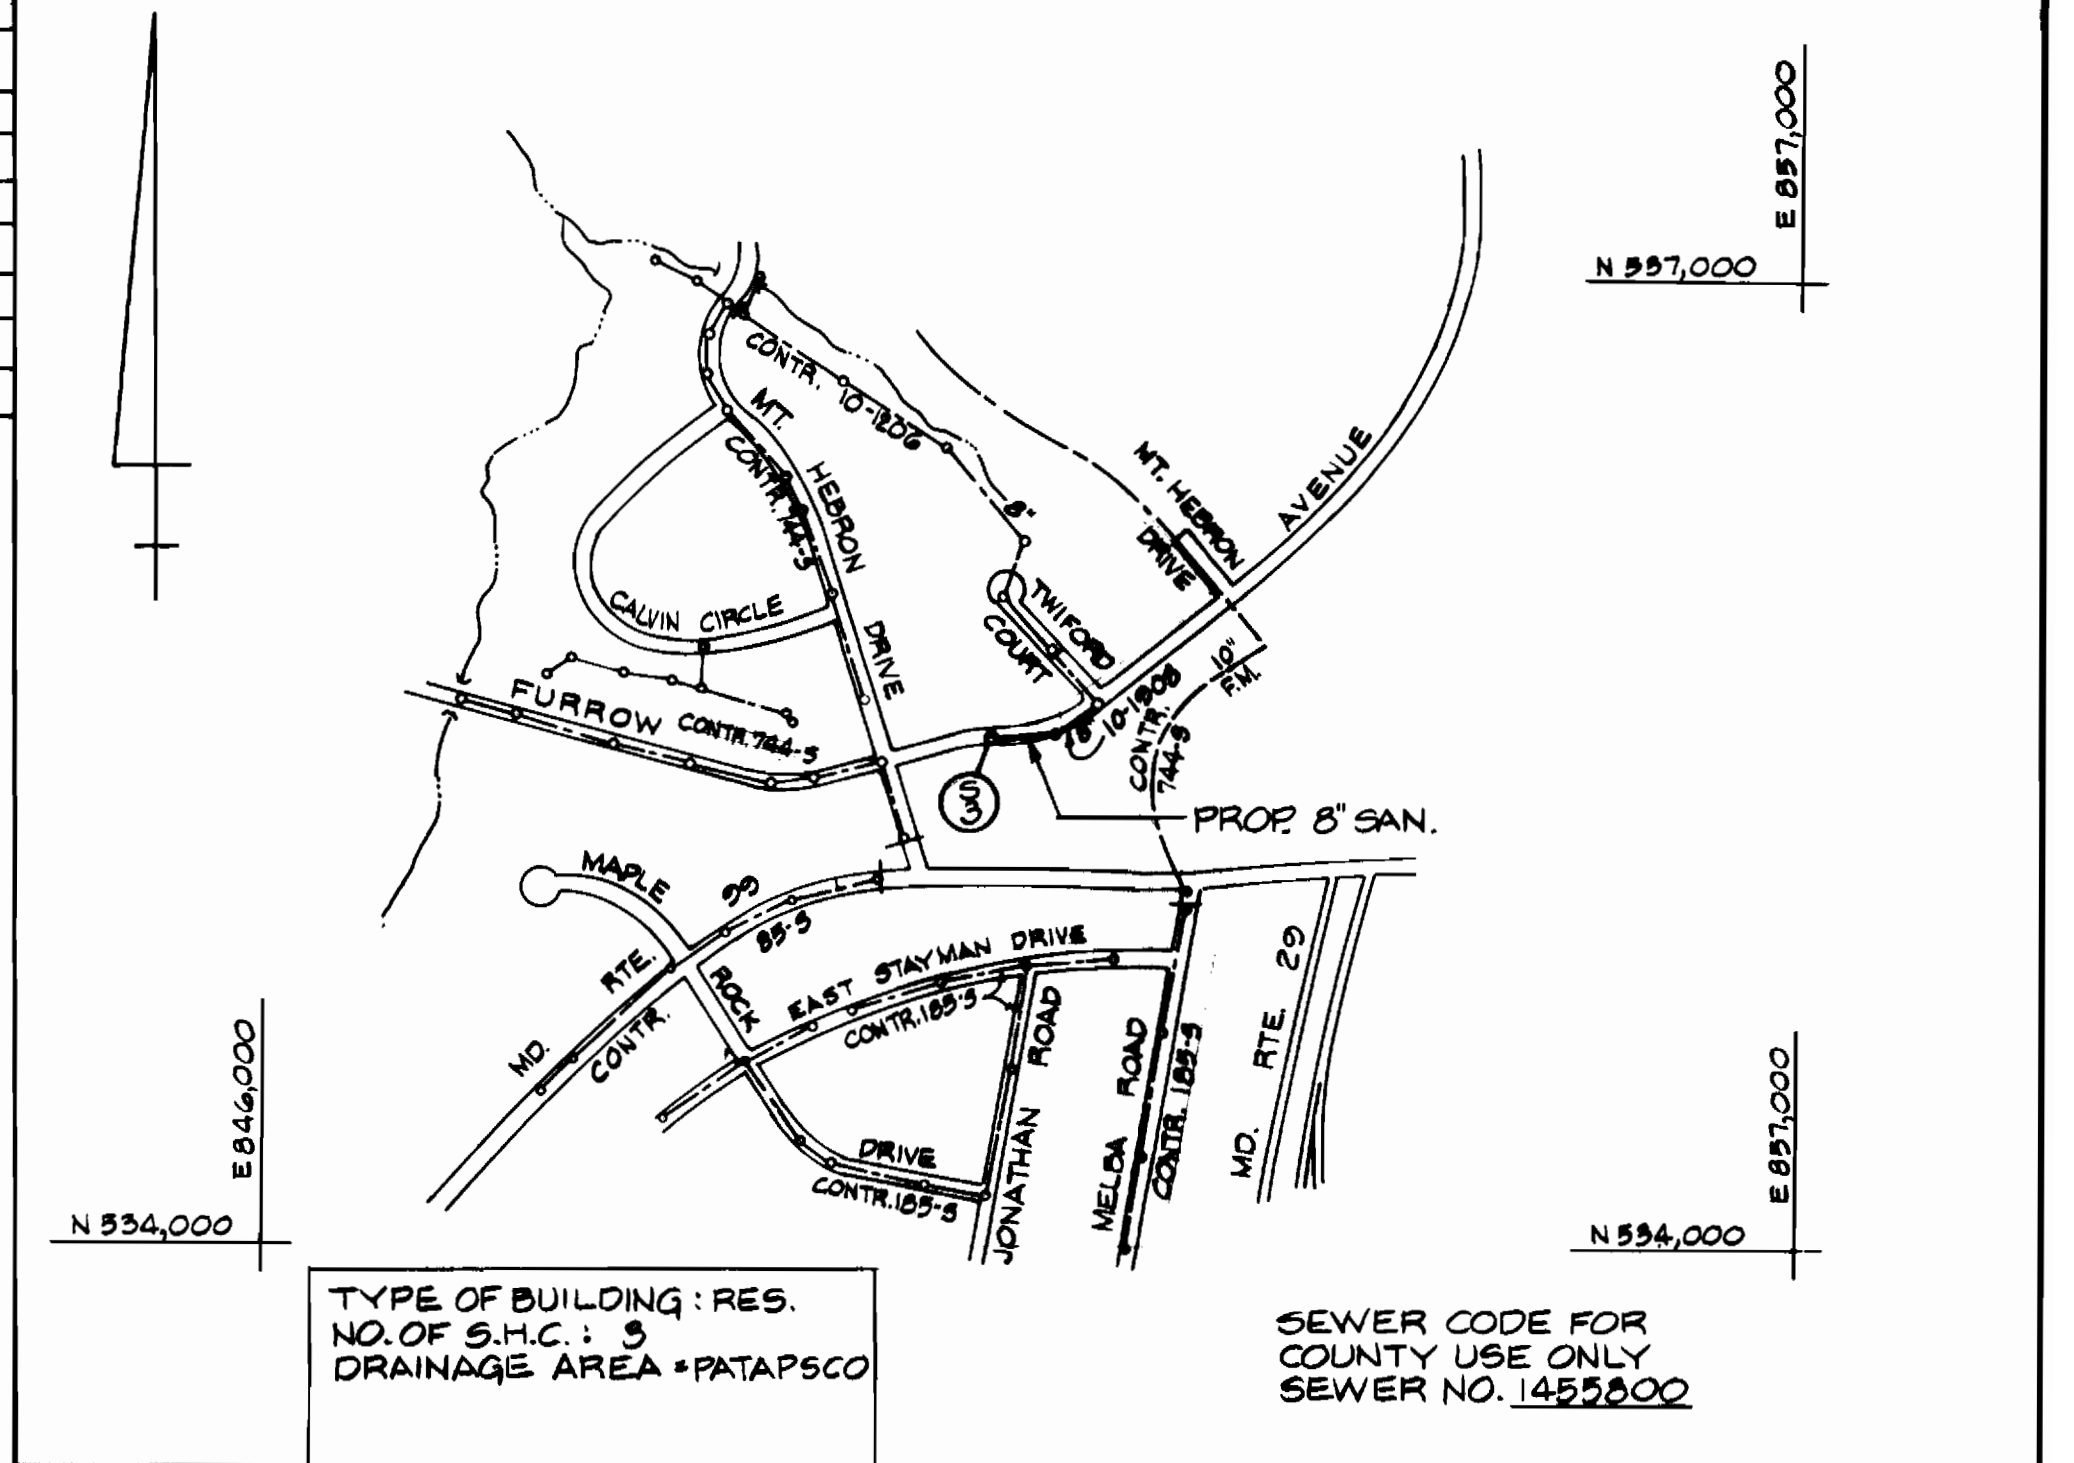 E 857,000
N 537,000
CONTR. 10-1206
8"
MT. HEBRON DRIVE
CONTR. 744-S
MT. HEBRON
DRIVE
AVENUE
CALVIN CIRCLE
TWIFORD
COURT
FURROW
CONTR. 744-S
8"
10-1808
10"
F.M.
CONTR.
744-S
S
3
PROP. 8" SAN.
MAPLE
ROCK
DRIVE
MD. RTE. 99
CONTR. 85-S
EAST STAYMAN DRIVE
CONTR. 185-S
CONTR. 185-S
JONATHAN ROAD
MELBA ROAD
CONTR. 185-S
MD. RTE. 29
E 846,000
N 534,000
E 857,000
N 534,000
TYPE OF BUILDING: RES.
NO. OF S.H.C.: 3
DRAINAGE AREA: PATAPSCO
SEWER CODE FOR
COUNTY USE ONLY
SEWER NO. 1455800